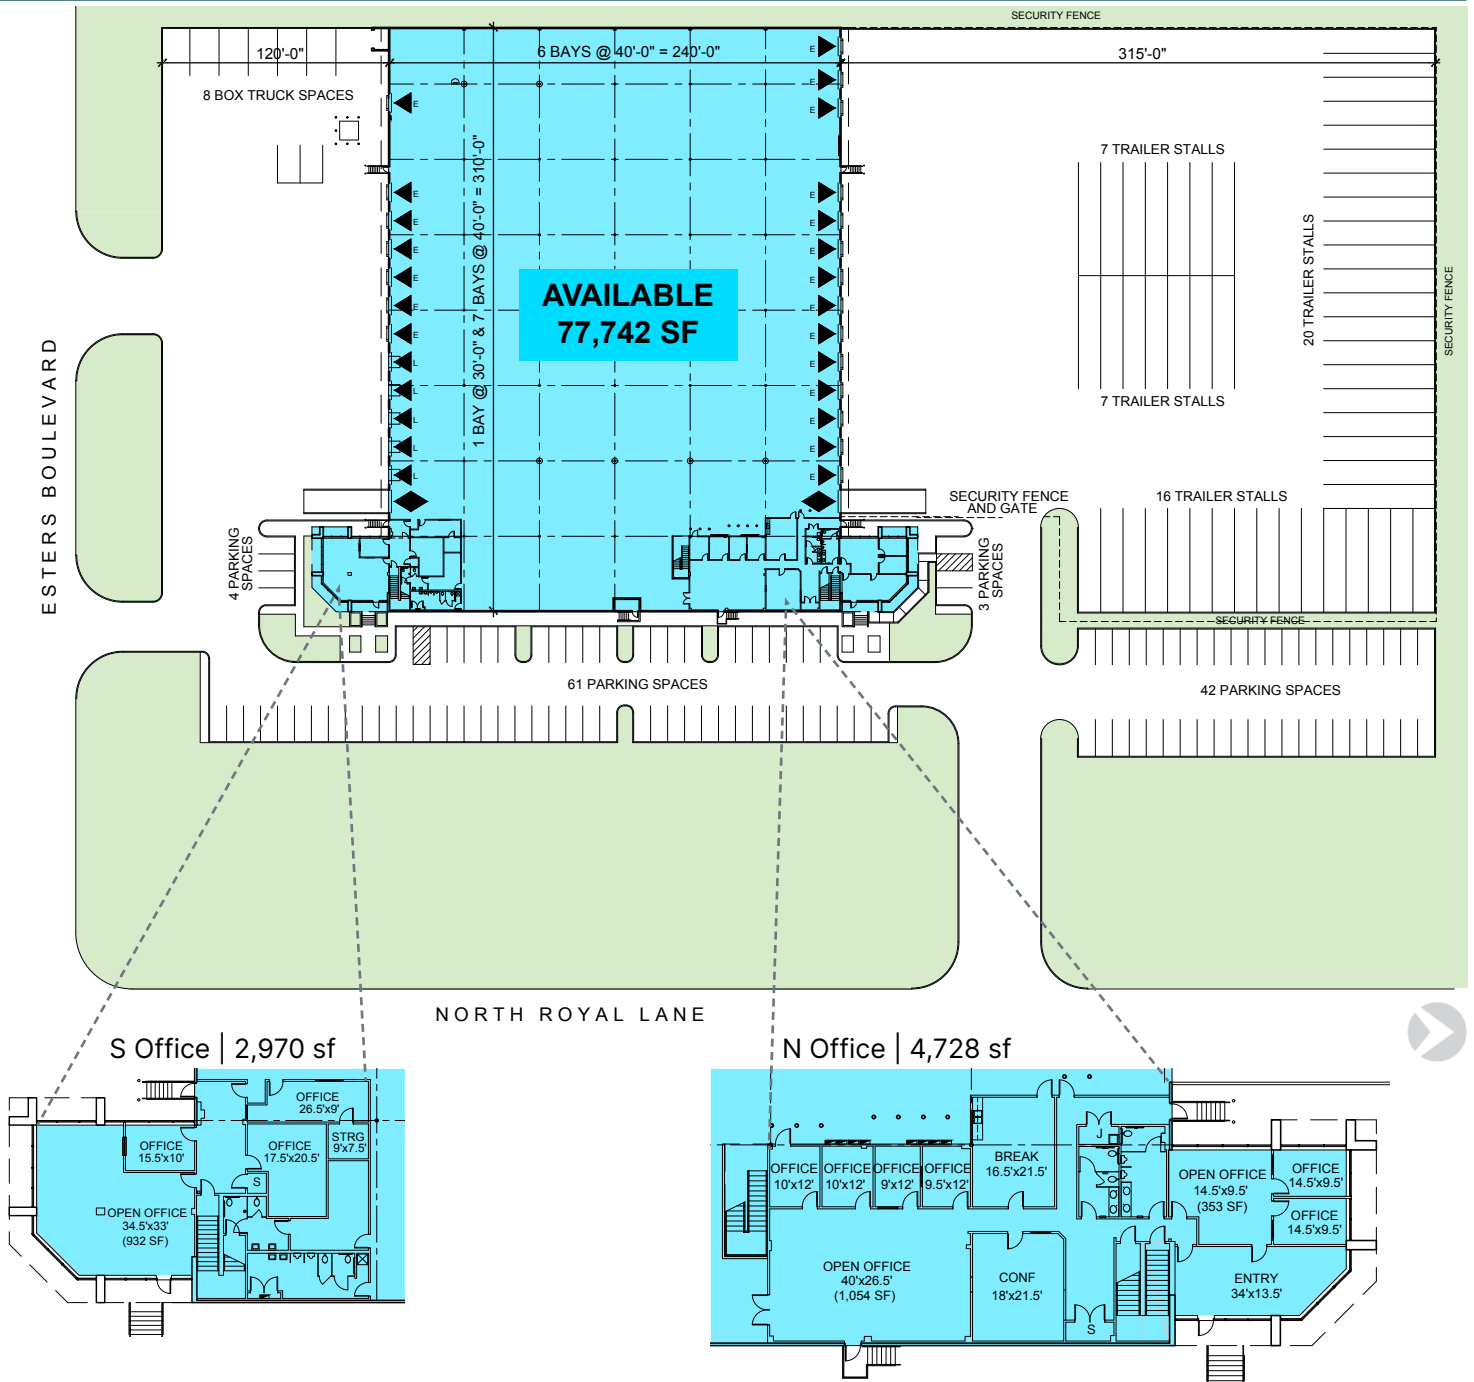 SECURITY FENCE
120'-0"
6 BAYS @ 40'-0" = 240'-0"
315'-0"
8 BOX TRUCK SPACES
E
E
E
E
1 BAY @ 30'-0" & 7 BAYS @ 40'-0" = 310'-0"
7 TRAILER STALLS
E
E
E
E
E
E
E
E
E
E
E
E
L
E
L
E
L
E
L
E
L
E
AVAILABLE
77,742 SF
20 TRAILER STALLS
SECURITY FENCE
7 TRAILER STALLS
ESTERS BOULEVARD
SECURITY FENCE
AND GATE
16 TRAILER STALLS
4 PARKING
SPACES
3 PARKING
SPACES
SECURITY FENCE
61 PARKING SPACES
42 PARKING SPACES
NORTH ROYAL LANE
S Office | 2,970 sf
OFFICE
26.5'x9'
OFFICE
15.5'x10'
OFFICE
17.5'x20.5'
STRG
9'x7.5'
S
OPEN OFFICE
34.5'x33'
(932 SF)
N Office | 4,728 sf
J
OFFICE
10'x12'
OFFICE
10'x12'
OFFICE
9'x12'
OFFICE
9.5'x12'
BREAK
16.5'x21.5'
OPEN OFFICE
14.5'x9.5'
(353 SF)
OFFICE
14.5'x9.5'
OFFICE
14.5'x9.5'
OPEN OFFICE
40'x26.5'
(1,054 SF)
CONF
18'x21.5'
ENTRY
34'x13.5'
S